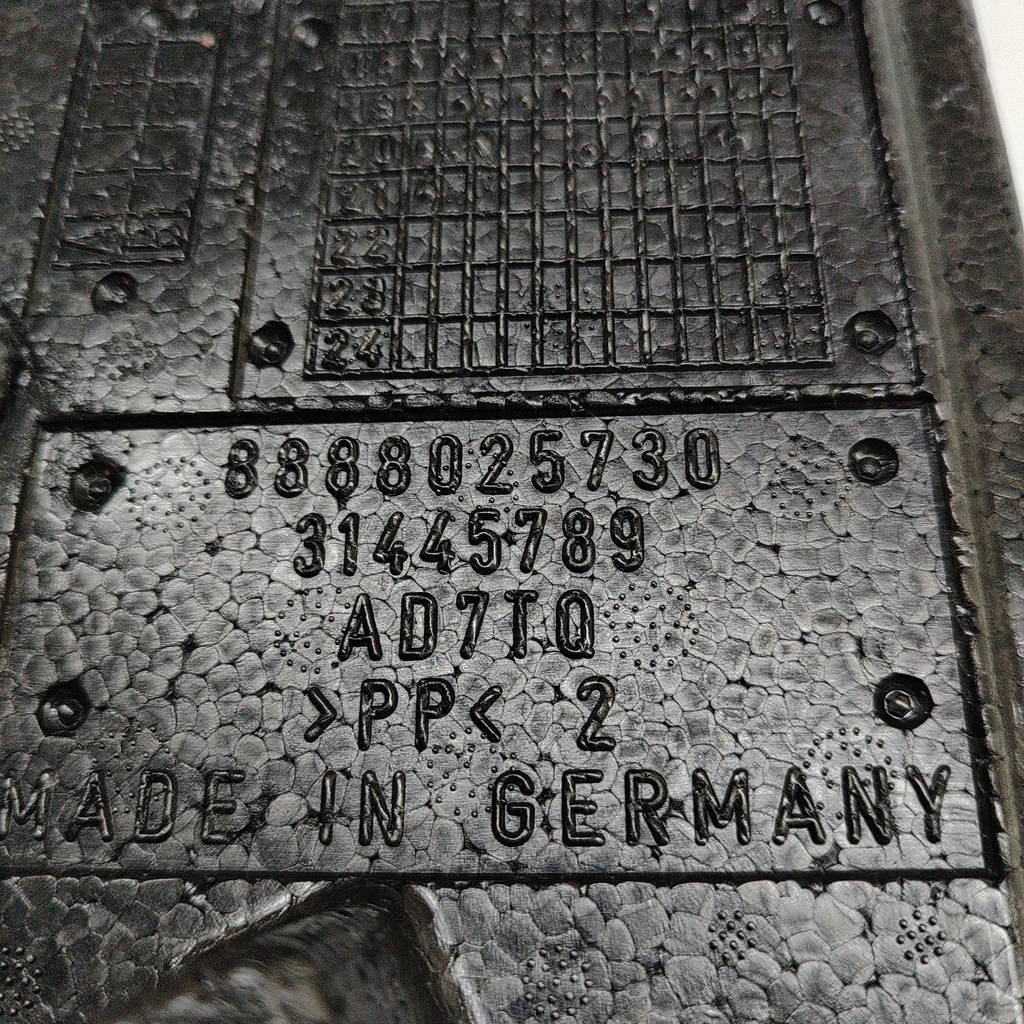 22
23
24
8888025730
31445789
AD7TQ
>PP< 2
MADE IN GERMANY